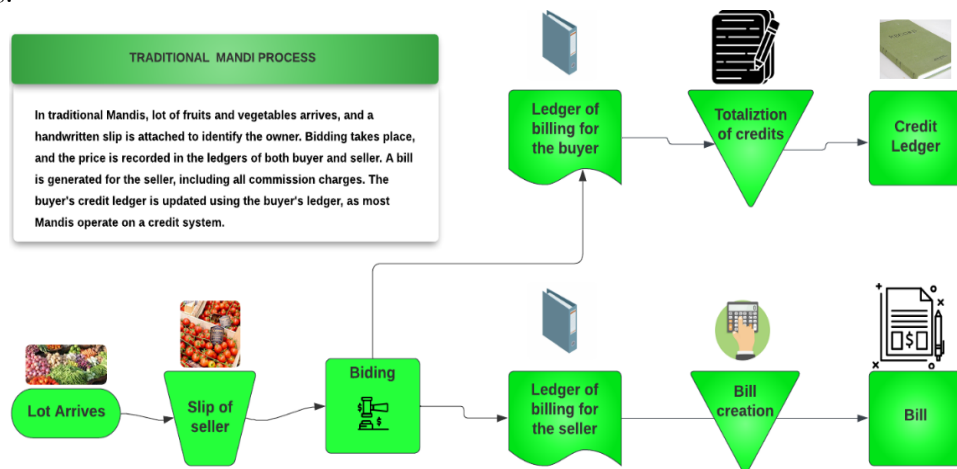 TRADITIONAL MANDI PROCESS
In traditional Mandis, lot of fruits and vegetables arrives, and a
handwritten slip is attached to identify the owner. Bidding takes place,
and the price is recorded in the ledgers of both buyer and seller. A bill
is generated for the seller, including all commission charges. The
buyer's credit ledger is updated using the buyer's ledger, as most
Mandis operate on a credit system.
Ledger of
billing for
the buyer
Totaliztion
of credits
Credit
Ledger
Lot Arrives
Slip of
seller
Biding
Ledger of
billing for
the seller
Bill
creation
Bill